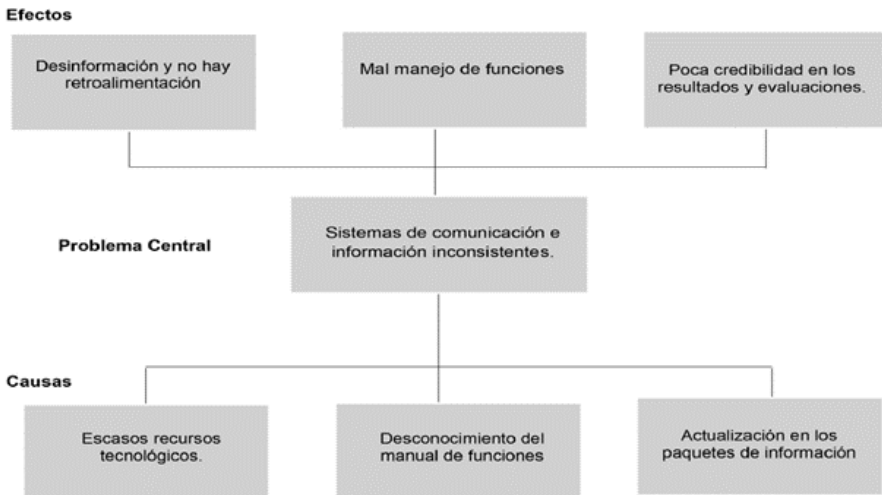 Efectos
Desinformación y no hay
retroalimentación
Mal manejo de funciones
Poca credibilidad en los
resultados y evaluaciones.
Problema Central
Sistemas de comunicación e
información inconsistentes.
Causas
Escasos recursos
tecnológicos.
Desconocimiento del
manual de funciones
Actualización en los
paquetes de información